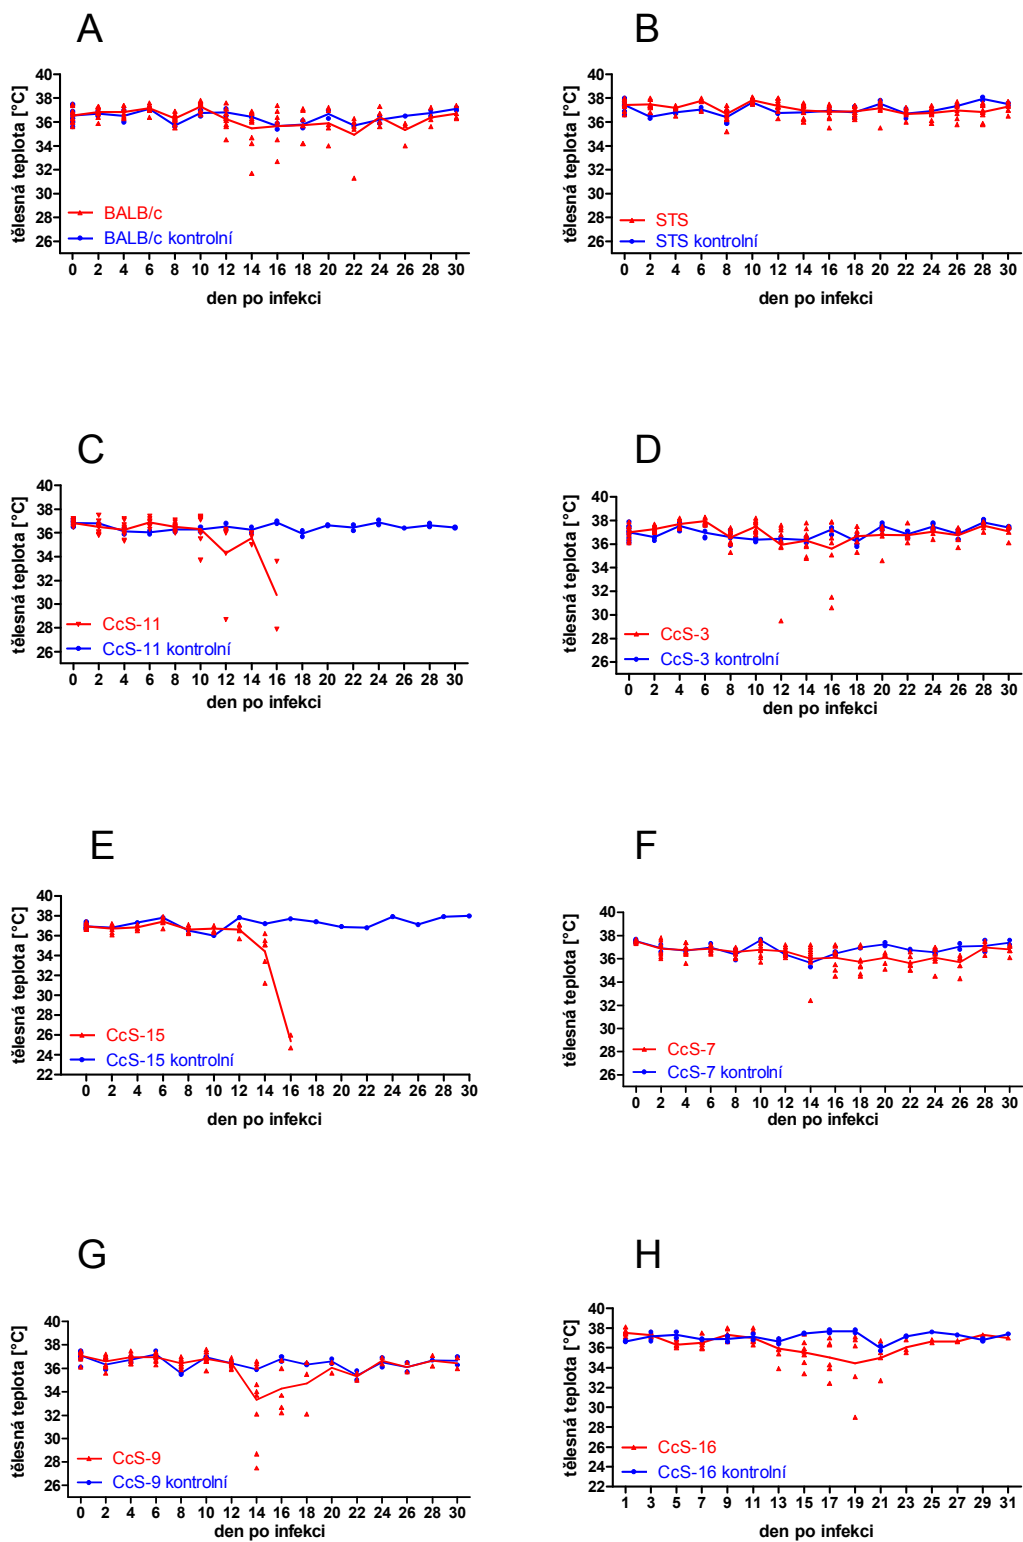 A
tělesná teplota [°C]
40
38
36
34
32
30
28
26
BALB/c
BALB/c kontrolní
0 2 4 6 8 10 12 14 16 18 20 22 24 26 28 30
den po infekci
B
tělesná teplota [°C]
40
38
36
34
32
30
28
26
STS
STS kontrolní
0 2 4 6 8 10 12 14 16 18 20 22 24 26 28 30
den po infekci
C
tělesná teplota [°C]
40
38
36
34
32
30
28
26
CcS-11
CcS-11 kontrolní
0 2 4 6 8 10 12 14 16 18 20 22 24 26 28 30
den po infekci
D
tělesná teplota [°C]
40
38
36
34
32
30
28
26
CcS-3
CcS-3 kontrolní
0 2 4 6 8 10 12 14 16 18 20 22 24 26 28 30
den po infekci
E
tělesná teplota [°C]
40
38
36
34
32
30
28
26
24
22
CcS-15
CcS-15 kontrolní
0 2 4 6 8 10 12 14 16 18 20 22 24 26 28 30
den po infekci
F
tělesná teplota [°C]
40
38
36
34
32
30
28
26
CcS-7
CcS-7 kontrolní
0 2 4 6 8 10 12 14 16 18 20 22 24 26 28 30
den po infekci
G
tělesná teplota [°C]
40
38
36
34
32
30
28
26
CcS-9
CcS-9 kontrolní
0 2 4 6 8 10 12 14 16 18 20 22 24 26 28 30
den po infekci
H
tělesná teplota [°C]
40
38
36
34
32
30
28
26
24
22
CcS-16
CcS-16 kontrolní
1 3 5 7 9 11 13 15 17 19 21 23 25 27 29 31
den po infekci